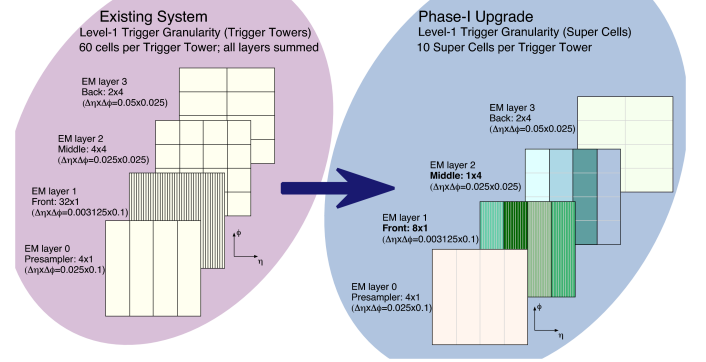 Existing System
Level-1 Trigger Granularity (Trigger Towers)
60 cells per Trigger Tower; all layers summed
EM layer 3
Back: 2x4
(ΔηxΔϕ=0.05x0.025)
EM layer 2
Middle: 4x4
(ΔηxΔϕ=0.025x0.025)
EM layer 1
Front: 32x1
(ΔηxΔϕ=0.003125x0.1)
EM layer 0
Presampler: 4x1
(ΔηxΔϕ=0.025x0.1)
ϕ
η
Phase-I Upgrade
Level-1 Trigger Granularity (Super Cells)
10 Super Cells per Trigger Tower
EM layer 3
Back: 2x4
(ΔηxΔϕ=0.05x0.025)
EM layer 2
Middle: 1x4
(ΔηxΔϕ=0.025x0.025)
EM layer 1
Front: 8x1
(ΔηxΔϕ=0.003125x0.1)
EM layer 0
Presampler: 4x1
(ΔηxΔϕ=0.025x0.1)
ϕ
η